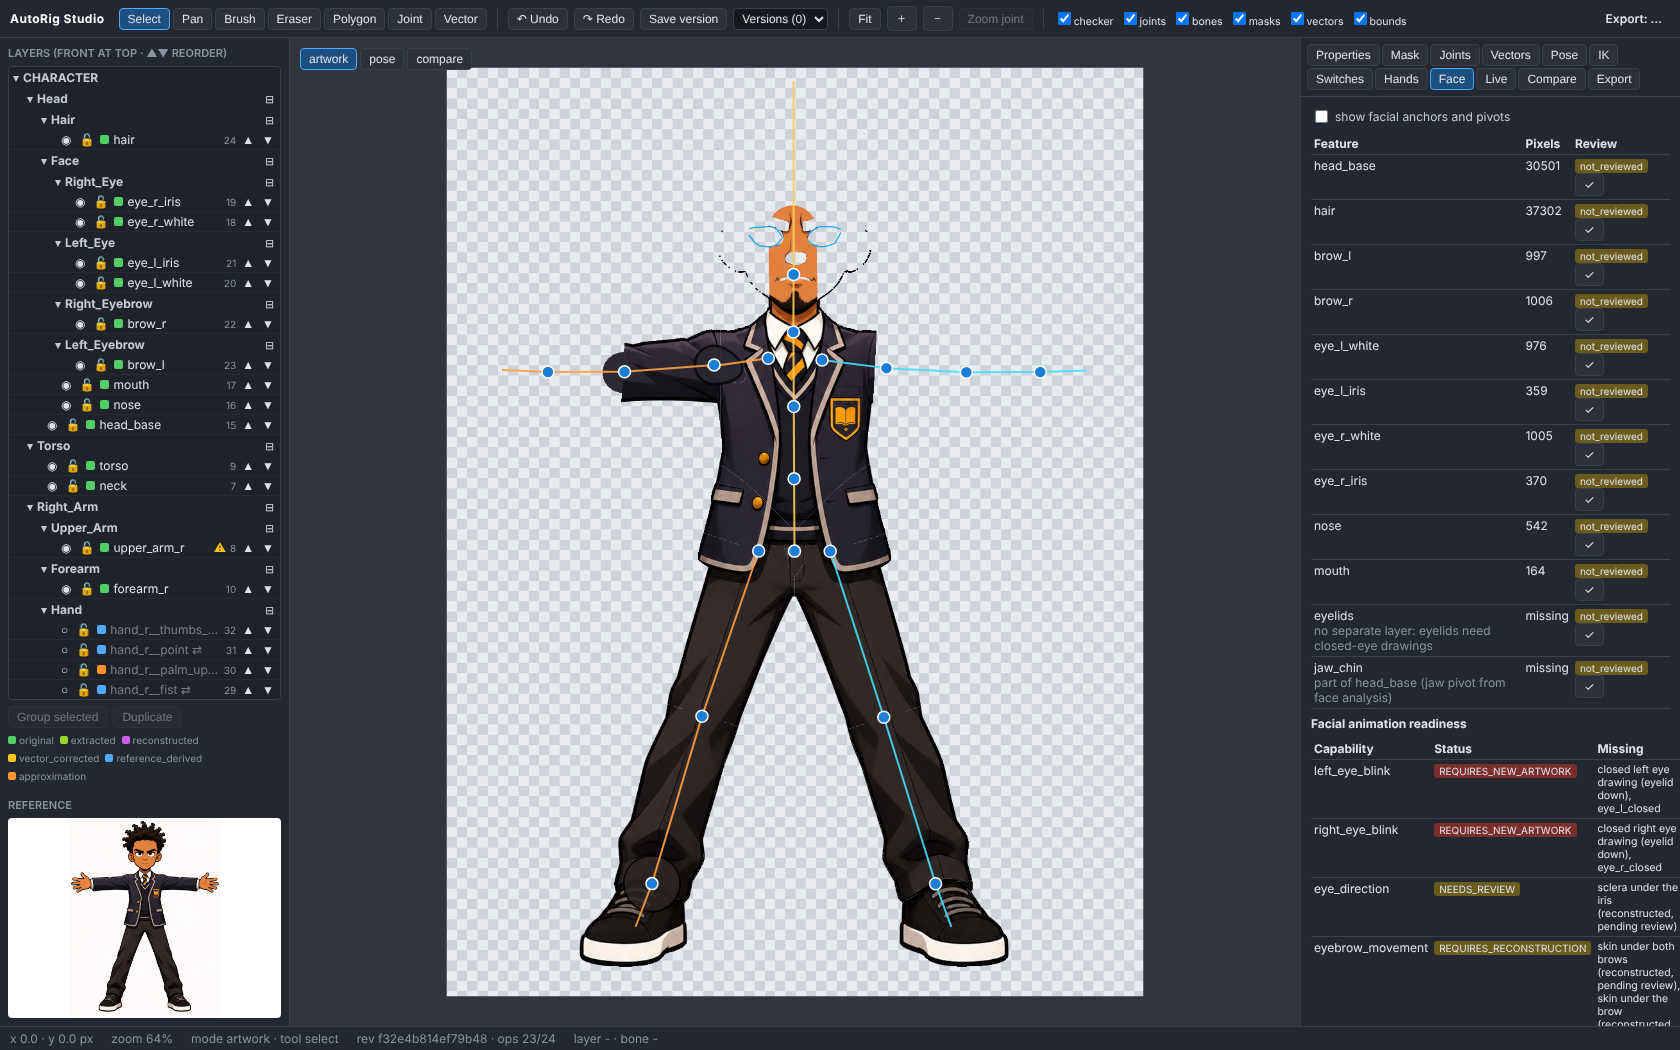 AutoRig Studio
Select
Pan
Brush
Eraser
Polygon
Joint
Vector
↶ Undo
↷ Redo
Save version
Versions (0)
Fit
+
−
Zoom joint
checker
joints
bones
masks
vectors
bounds
Export: ...
LAYERS (FRONT AT TOP · ▲▼ REORDER)
▾ CHARACTER
▾ Head
▾ Hair
hair 24 ▲ ▼
▾ Face
▾ Right_Eye
eye_r_iris 19 ▲ ▼
eye_r_white 18 ▲ ▼
▾ Left_Eye
eye_l_iris 21 ▲ ▼
eye_l_white 20 ▲ ▼
▾ Right_Eyebrow
brow_r 22 ▲ ▼
▾ Left_Eyebrow
brow_l 23 ▲ ▼
mouth 17 ▲ ▼
nose 16 ▲ ▼
head_base 15 ▲ ▼
▾ Torso
torso 9 ▲ ▼
neck 7 ▲ ▼
▾ Right_Arm
▾ Upper_Arm
upper_arm_r 8 ▲ ▼
▾ Forearm
forearm_r 10 ▲ ▼
▾ Hand
hand_r__thumbs_... 32 ▲ ▼
hand_r__point ⇄ 31 ▲ ▼
hand_r__palm_up... 30 ▲ ▼
hand_r__fist ⇄ 29 ▲ ▼
Group selected
Duplicate
original extracted reconstructed
vector_corrected reference_derived
approximation
REFERENCE
artwork
pose
compare
Properties
Mask
Joints
Vectors
Pose
IK
Switches
Hands
Face
Live
Compare
Export
show facial anchors and pivots
Feature Pixels Review
head_base 30501 not_reviewed
✓
hair 37302 not_reviewed
✓
brow_l 997 not_reviewed
✓
brow_r 1006 not_reviewed
✓
eye_l_white 976 not_reviewed
✓
eye_l_iris 359 not_reviewed
✓
eye_r_white 1005 not_reviewed
✓
eye_r_iris 370 not_reviewed
✓
nose 542 not_reviewed
✓
mouth 164 not_reviewed
✓
eyelids missing not_reviewed
no separate layer: eyelids need
closed-eye drawings
✓
jaw_chin missing not_reviewed
part of head_base (jaw pivot from
face analysis)
✓
Facial animation readiness
Capability Status Missing
left_eye_blink REQUIRES_NEW_ARTWORK closed left eye
drawing (eyelid
down),
eye_l_closed
right_eye_blink REQUIRES_NEW_ARTWORK closed right eye
drawing (eyelid
down),
eye_r_closed
eye_direction NEEDS_REVIEW sclera under the
iris
(reconstructed,
pending review)
eyebrow_movement REQUIRES_RECONSTRUCTION skin under both
brows
(reconstructed,
pending review),
skin under the
brow
(reconstructed
x 0.0 · y 0.0 px
zoom 64%
mode artwork · tool select
rev f32e4b814ef79b48 · ops 23/24
layer - · bone -